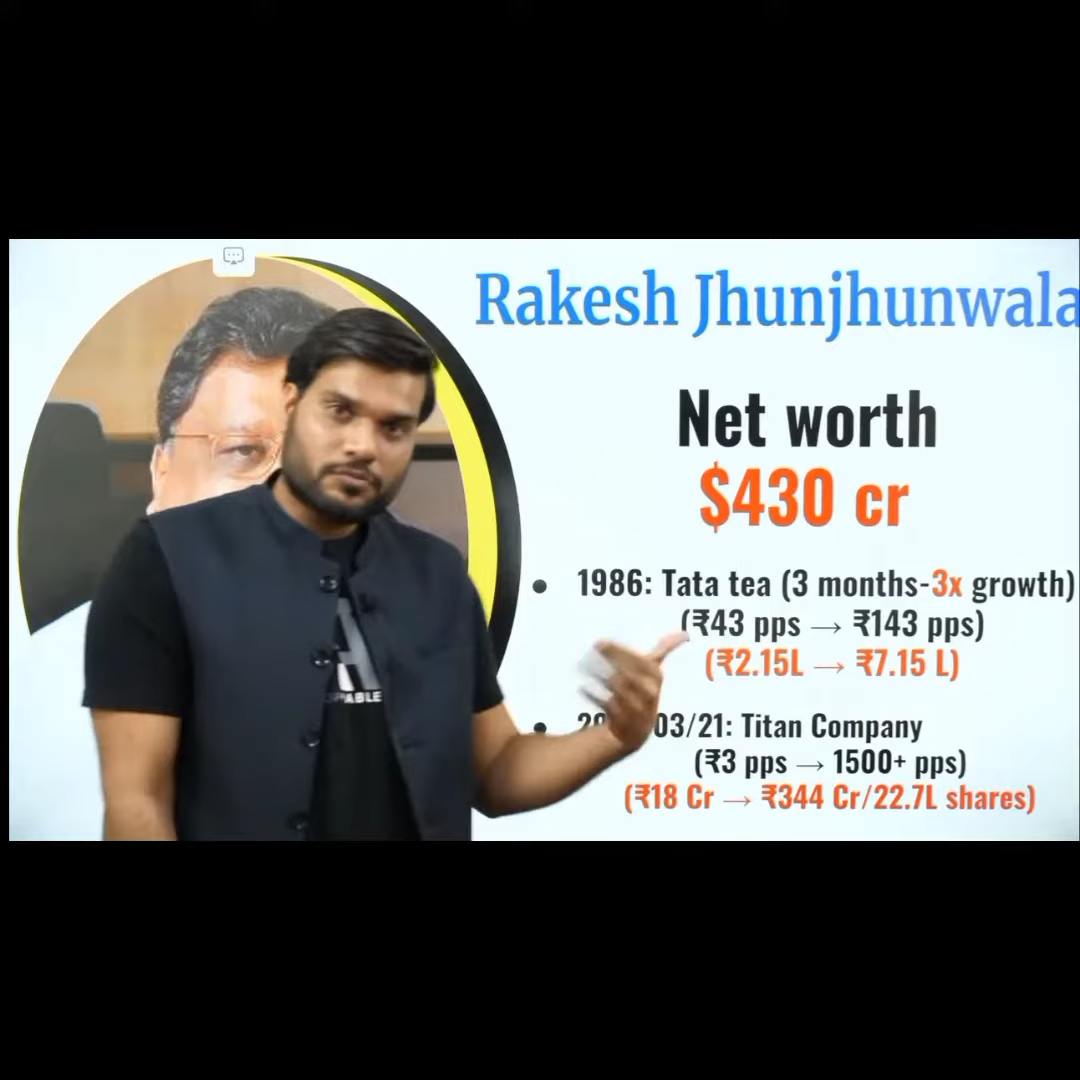 Rakesh Jhunjhunwala
Net worth
$430 cr
• 1986: Tata tea (3 months-3x growth)
(₹43 pps → ₹143 pps)
(₹2.15L → ₹7.15 L)
• 03/21: Titan Company
(₹3 pps → 1500+ pps)
(₹18 Cr → ₹344 Cr/22.7L shares)